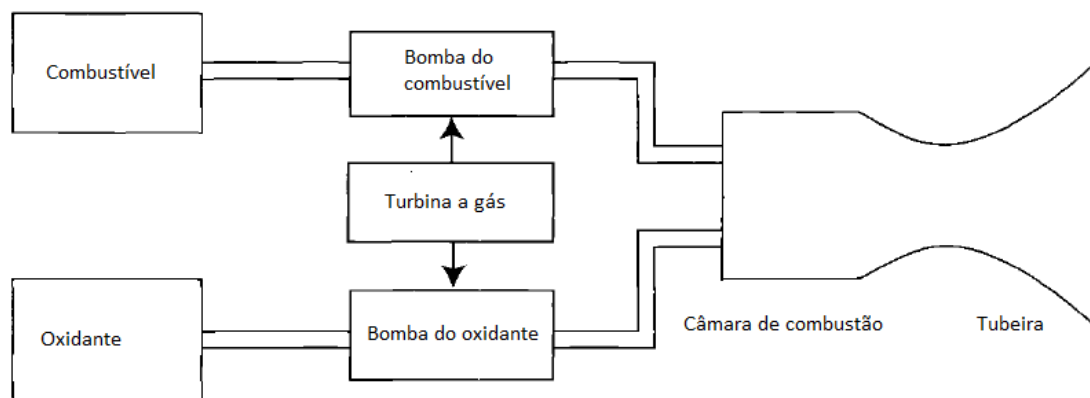 Combustível
Bomba do
combustível
Turbina a gás
Oxidante
Bomba do oxidante
Câmara de combustão
Tubeira